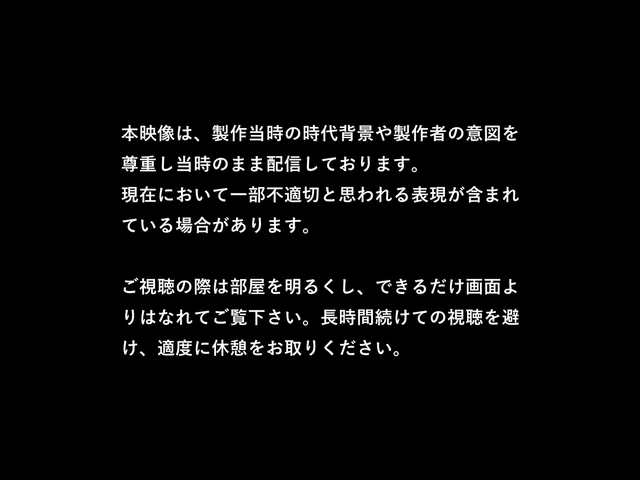 本映像は、製作当時の時代背景や製作者の意図を
尊重し当時のまま配信しております。
現在において一部不適切と思われる表現が含まれ
ている場合があります。
ご視聴の際は部屋を明るくし、できるだけ画面よ
りはなれてご覧下さい。長時間続けての視聴を避
け、適度に休憩をお取りください。